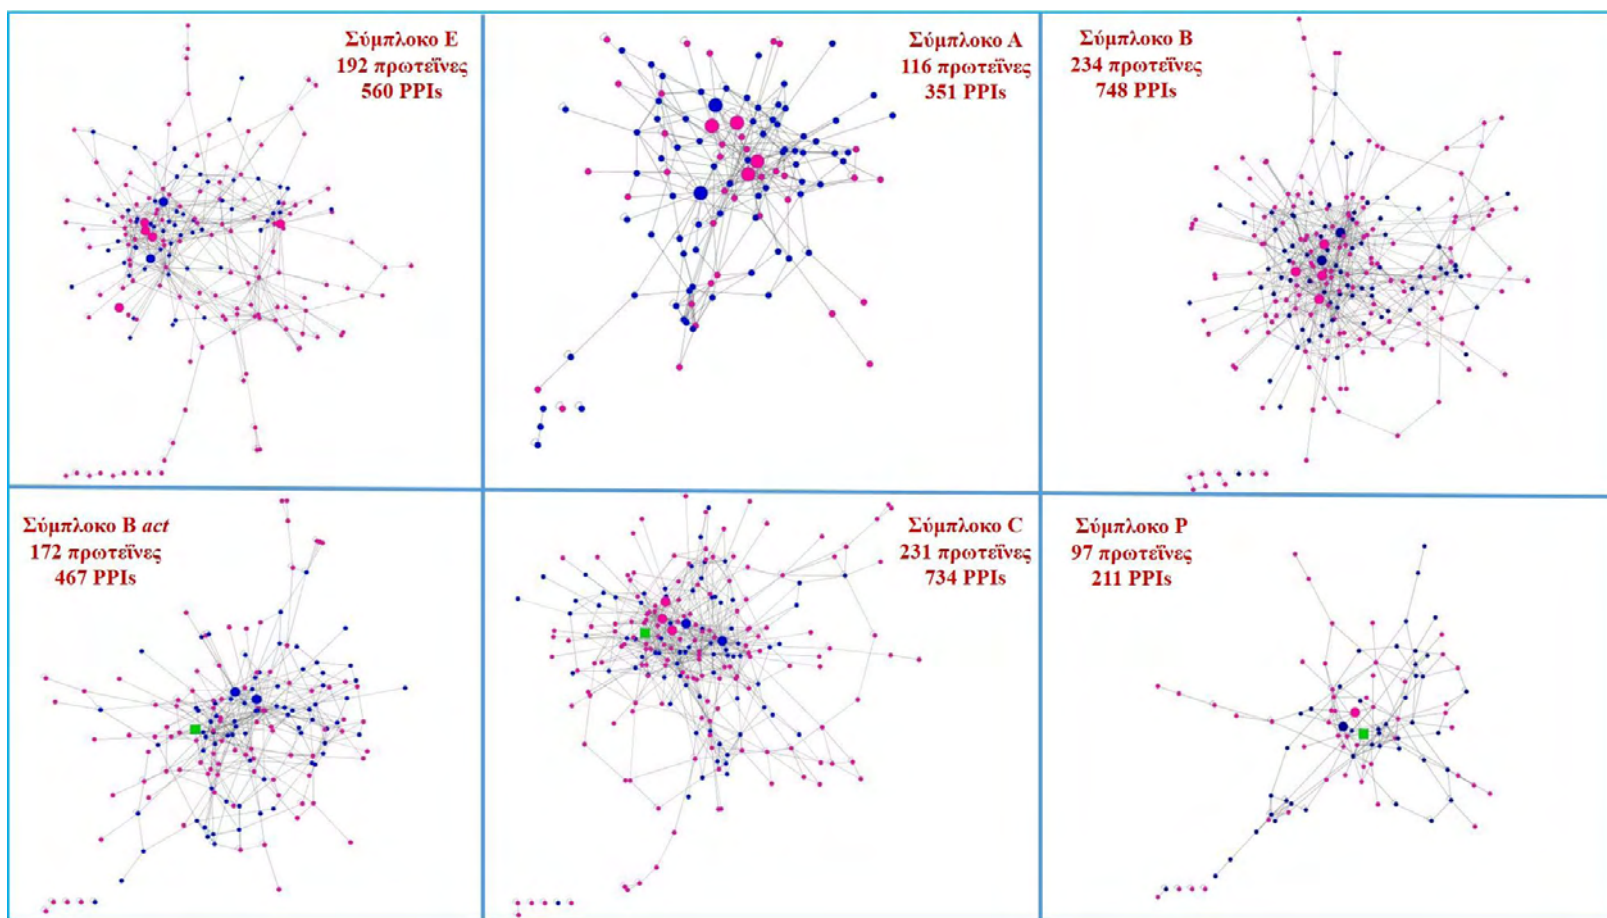 Σύμπλοκο E
192 πρωτεΐνες
560 PPIs
Σύμπλοκο A
116 πρωτεΐνες
351 PPIs
Σύμπλοκο B
234 πρωτεΐνες
748 PPIs
Σύμπλοκο B act
172 πρωτεΐνες
467 PPIs
Σύμπλοκο C
231 πρωτεΐνες
734 PPIs
Σύμπλοκο P
97 πρωτεΐνες
211 PPIs